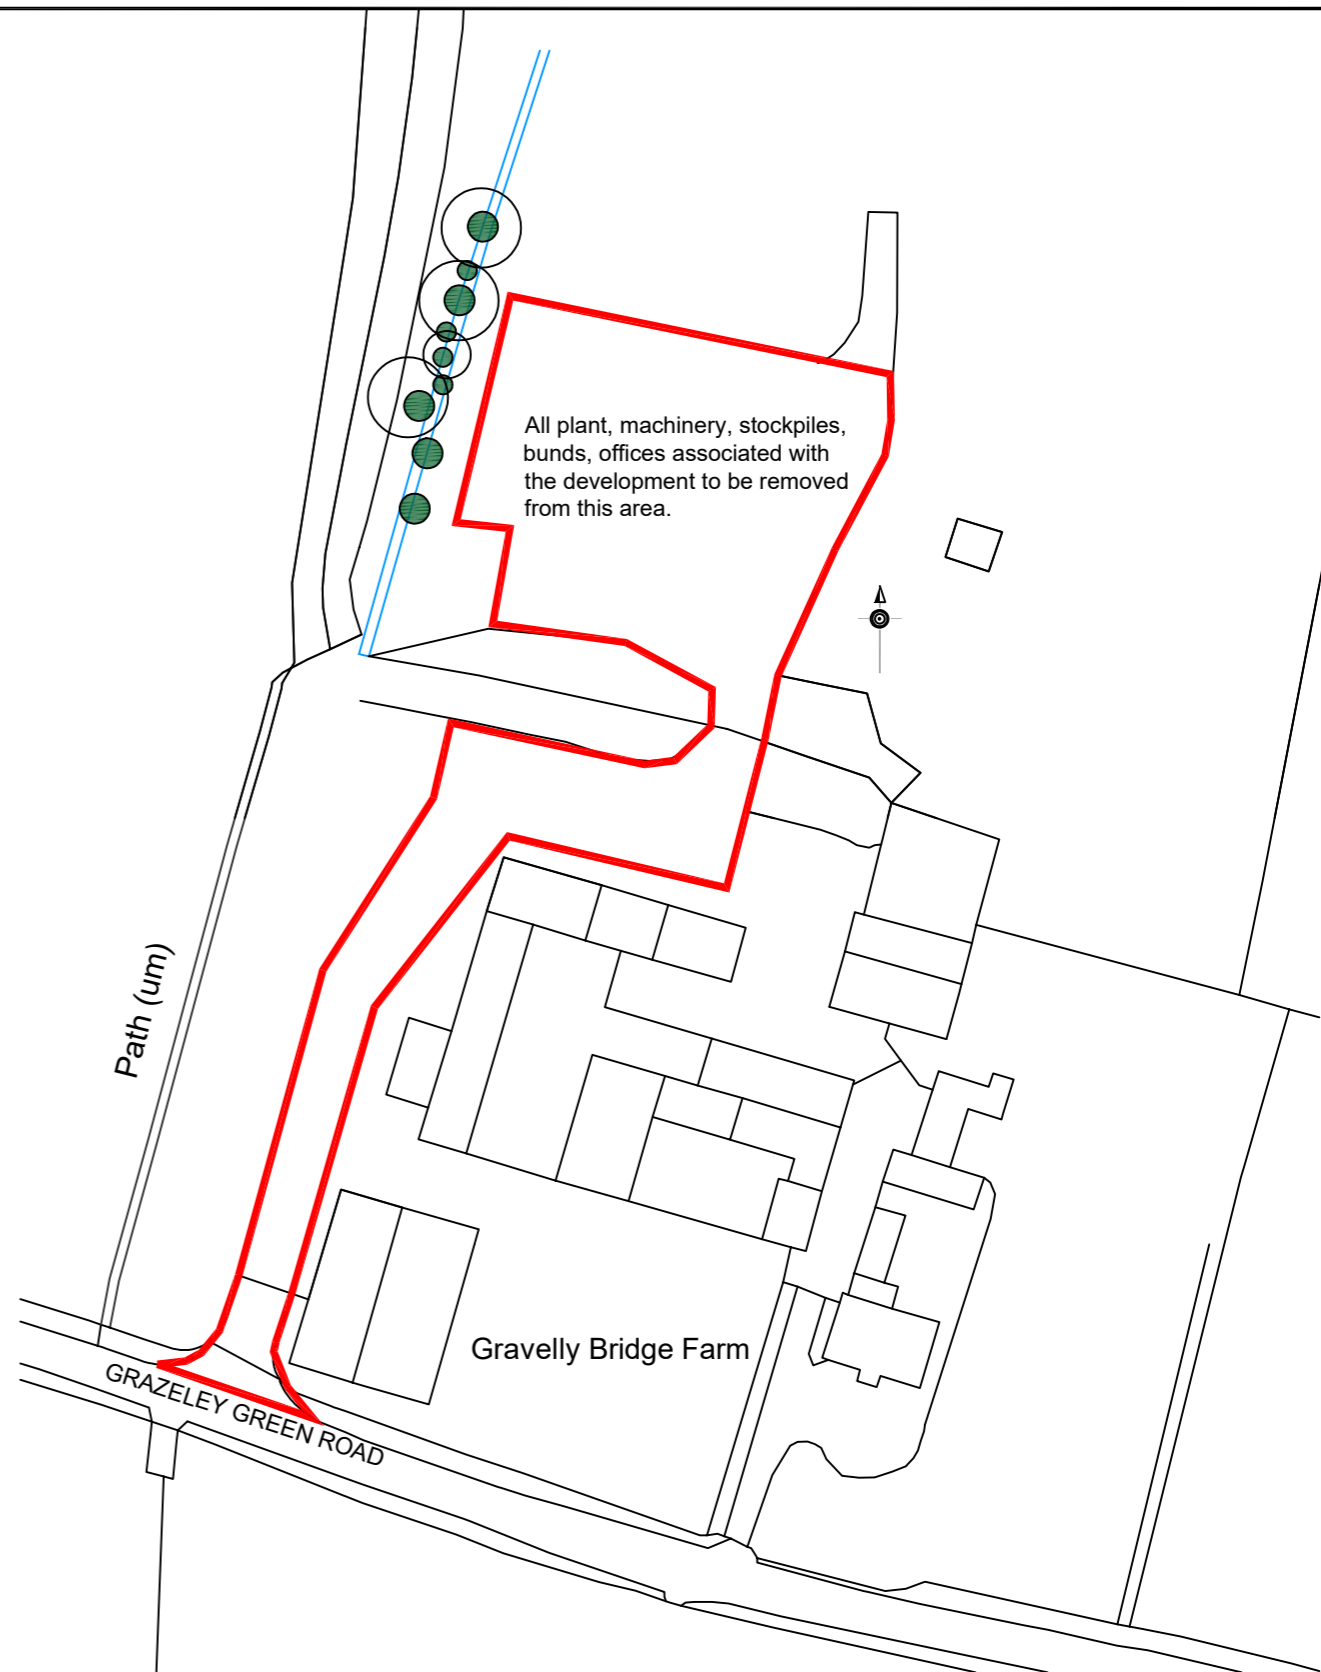 All plant, machinery, stockpiles,
bunds, offices associated with
the development to be removed
from this area.
Path (um)
Gravelly Bridge Farm
GRAZELEY GREEN ROAD